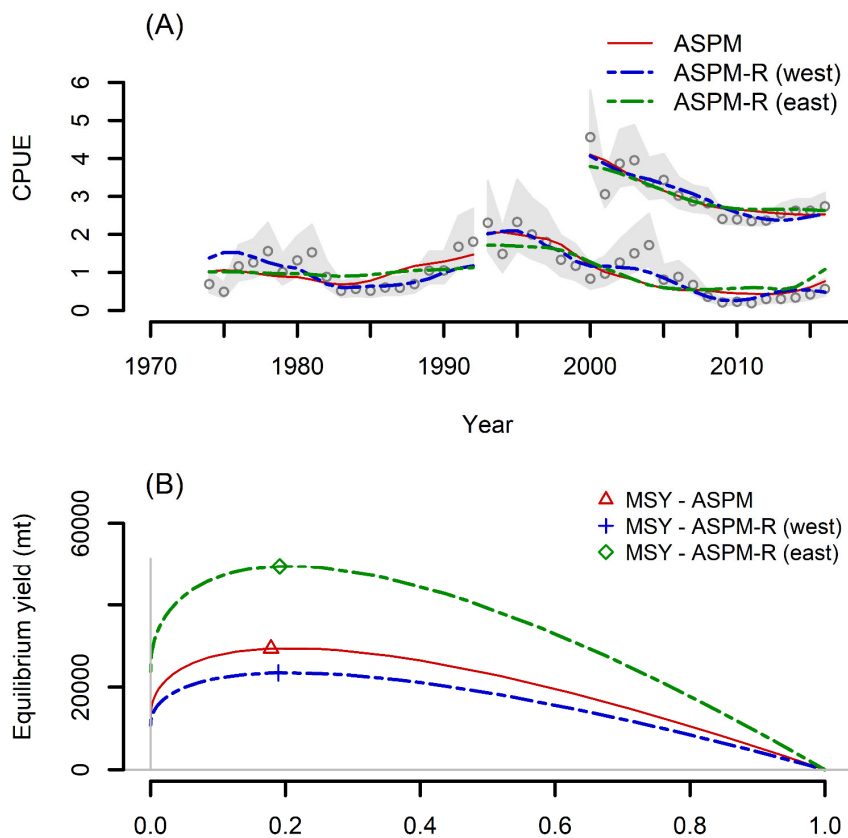 (A)
ASPM
ASPM-R (west)
ASPM-R (east)
CPUE
6
5
4
3
2
1
0
1970 1980 1990 2000 2010
Year
(B)
MSY - ASPM
MSY - ASPM-R (west)
MSY - ASPM-R (east)
Equilibrium yield (mt)
60000
20000
0
0.0 0.2 0.4 0.6 0.8 1.0